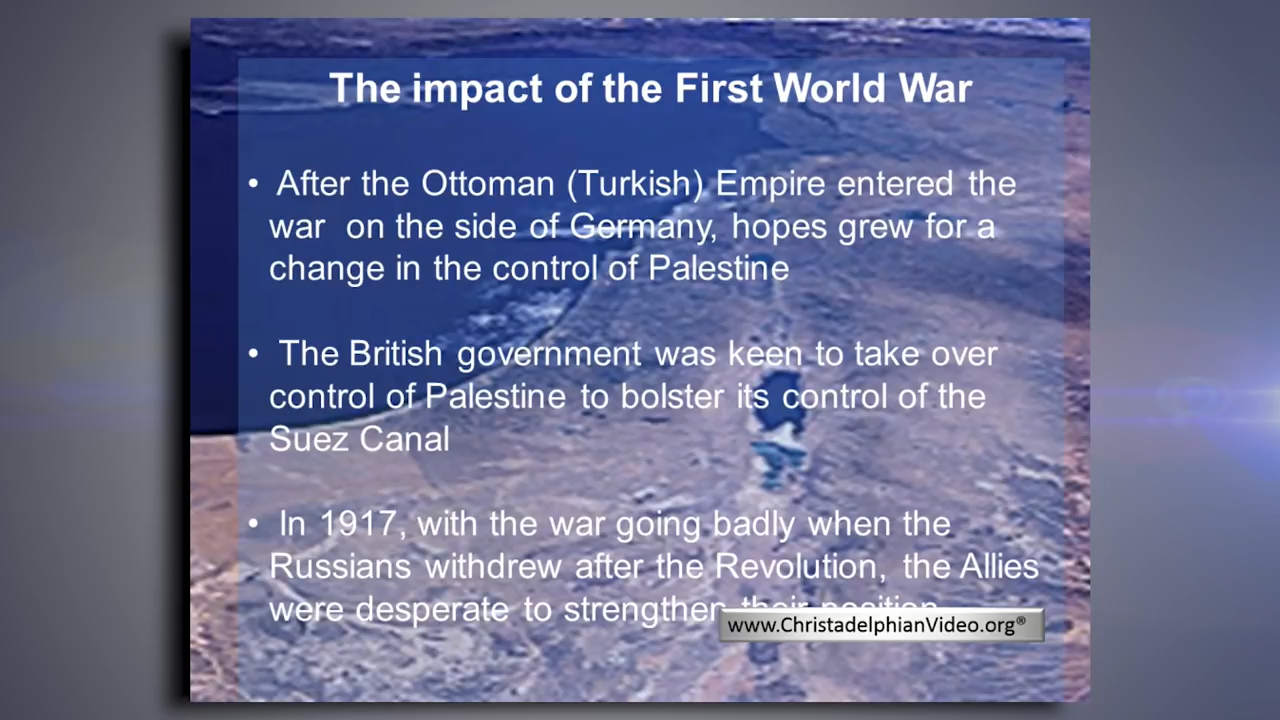 The impact of the First World War
• After the Ottoman (Turkish) Empire entered the
war on the side of Germany, hopes grew for a
change in the control of Palestine
• The British government was keen to take over
control of Palestine to bolster its control of the
Suez Canal
• In 1917, with the war going badly when the
Russians withdrew after the Revolution, the Allies
were desperate to strengthen their position
www.ChristadelphianVideo.org®